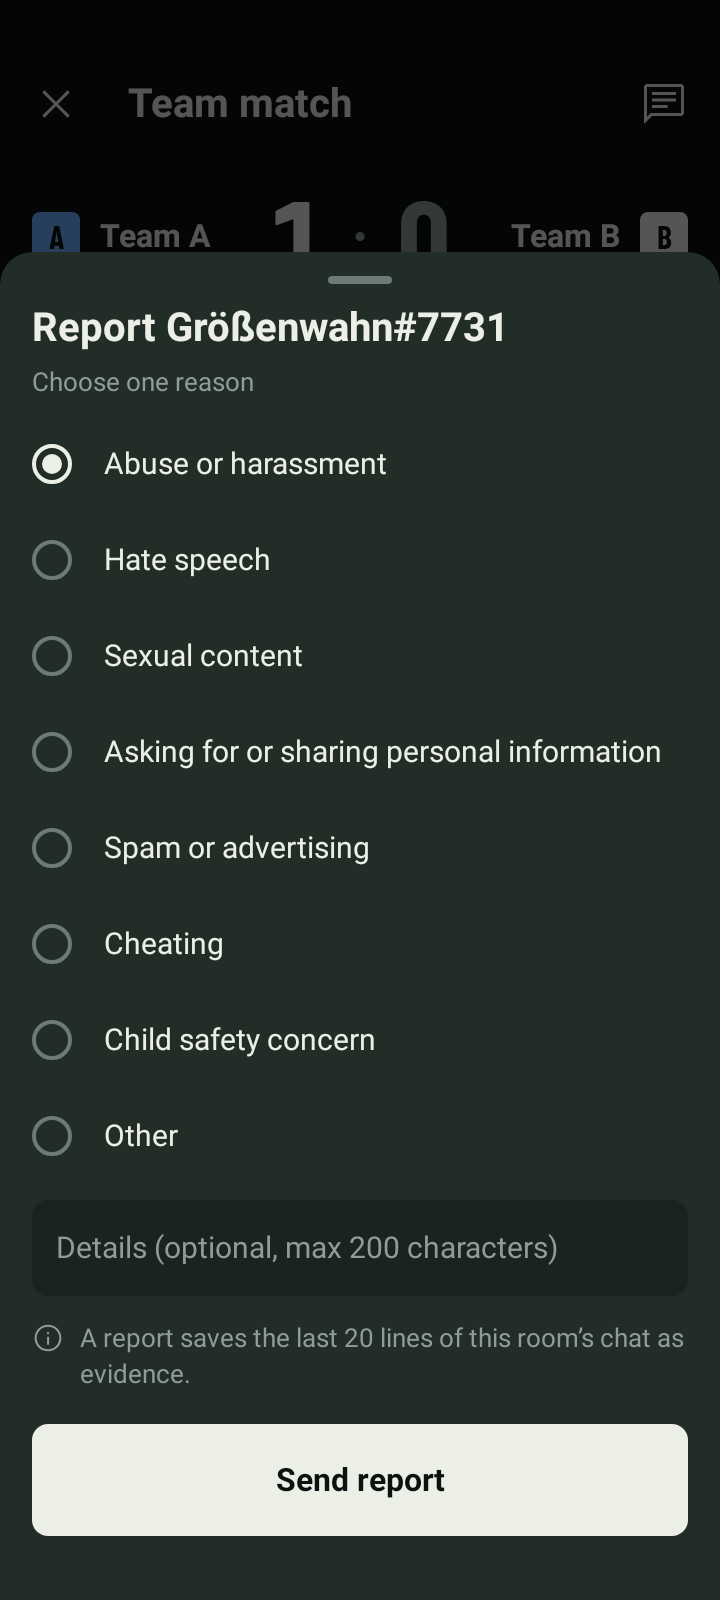 Team match
A Team A 1 · 0 Team B B
Report Größenwahn#7731
Choose one reason
Abuse or harassment
Hate speech
Sexual content
Asking for or sharing personal information
Spam or advertising
Cheating
Child safety concern
Other
Details (optional, max 200 characters)
A report saves the last 20 lines of this room’s chat as
evidence.
Send report